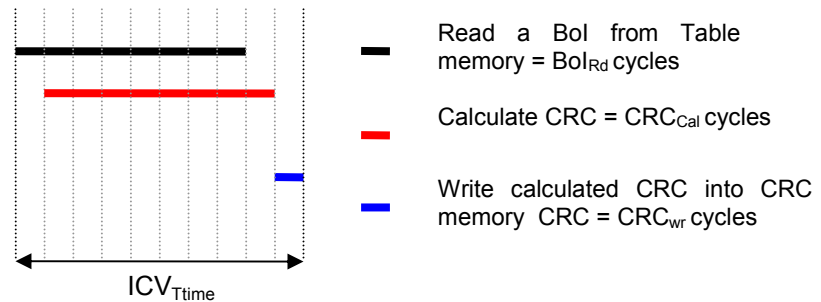 Read a BoI from Table
memory = BoIRd cycles
Calculate CRC = CRCCal cycles
Write calculated CRC into CRC
memory CRC = CRCwr cycles
ICVTtime